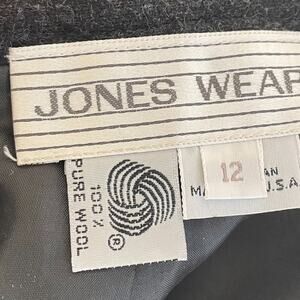 JONES WEAR
12
100%
PURE WOOL
®
U.S.A